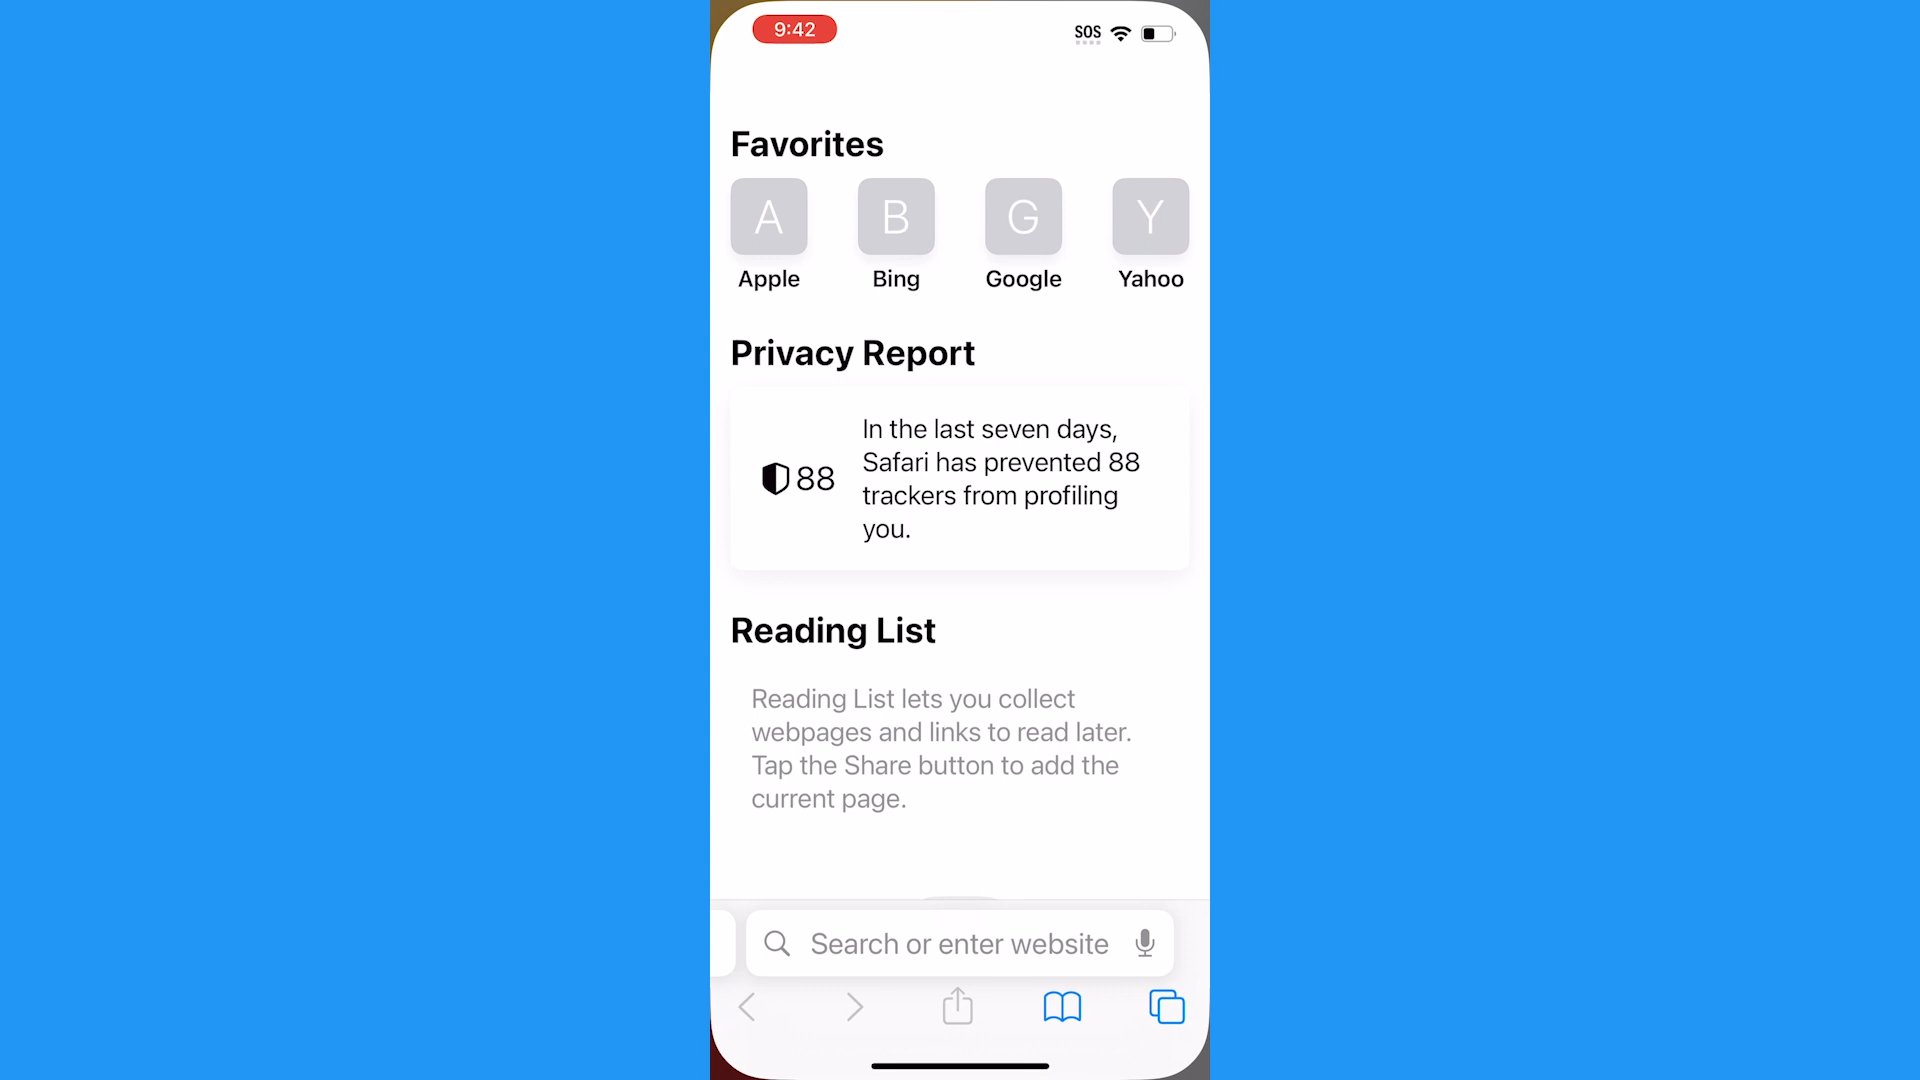 9:42
SOS
Favorites
A
B
G
Y
Apple
Bing
Google
Yahoo
Privacy Report
88
In the last seven days,
Safari has prevented 88
trackers from profiling
you.
Reading List
Reading List lets you collect
webpages and links to read later.
Tap the Share button to add the
current page.
Search or enter website